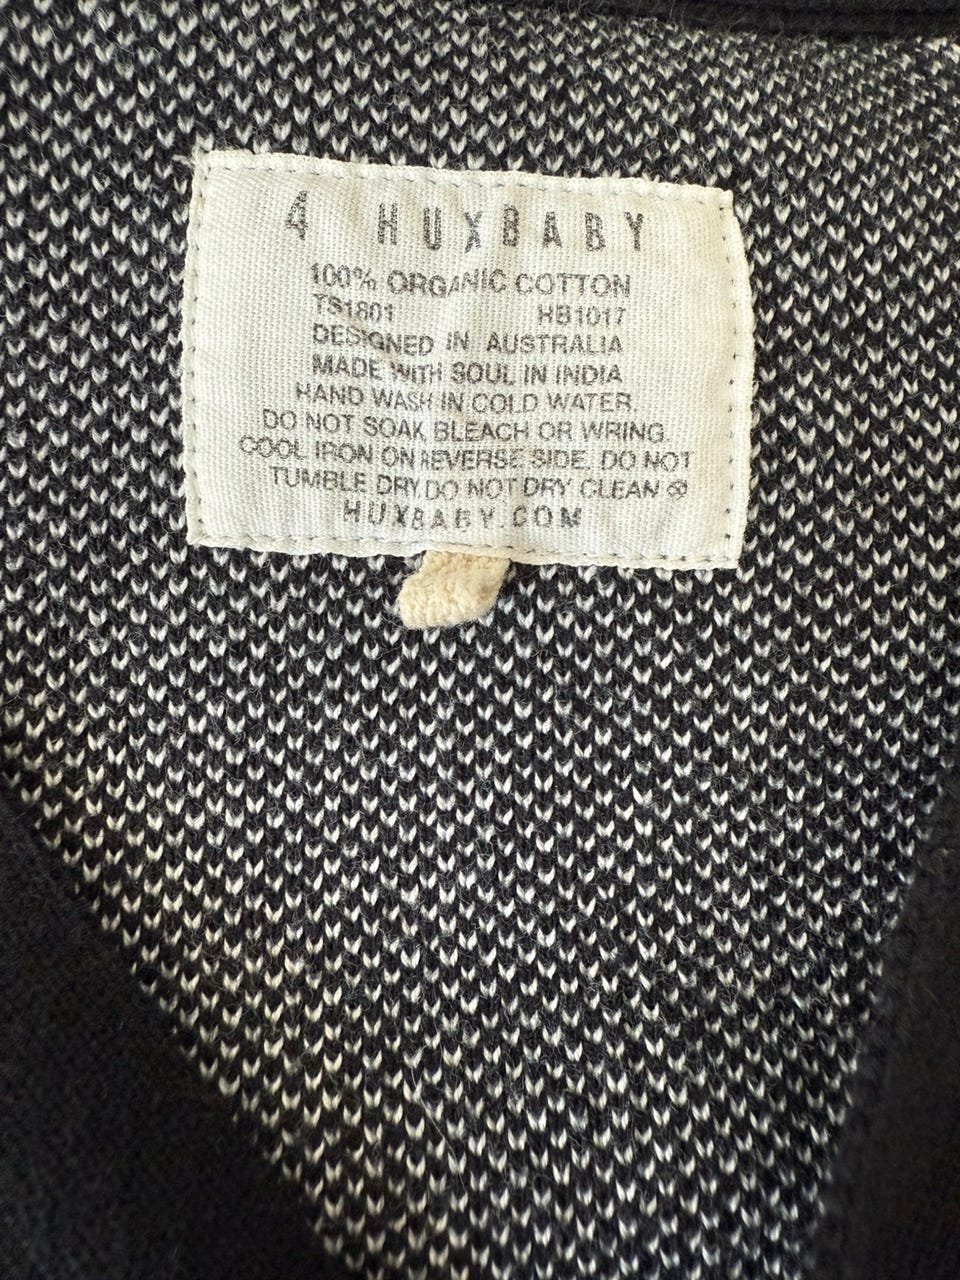 4 HUXBABY
100% ORGANIC COTTON
TS1801 HB1017
DESIGNED IN AUSTRALIA
MADE WITH SOUL IN INDIA
HAND WASH IN COLD WATER.
DO NOT SOAK BLEACH OR WRING.
COOL IRON ON REVERSE SIDE. DO NOT
TUMBLE DRY. DO NOT DRY CLEAN
HUXBABY.COM